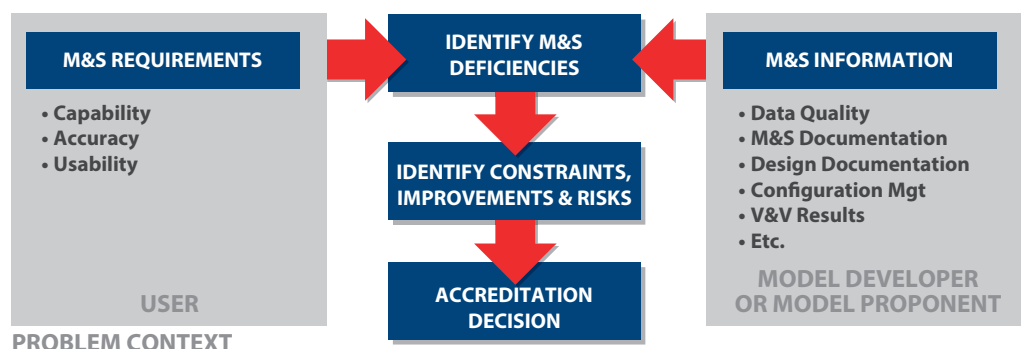 M&S REQUIREMENTS
• Capability
• Accuracy
• Usability
USER
PROBLEM CONTEXT
IDENTIFY M&S
DEFICIENCIES
IDENTIFY CONSTRAINTS,
IMPROVEMENTS & RISKS
ACCREDITATION
DECISION
M&S INFORMATION
• Data Quality
• M&S Documentation
• Design Documentation
• Configuration Mgt
• V&V Results
• Etc.
MODEL DEVELOPER
OR MODEL PROPONENT